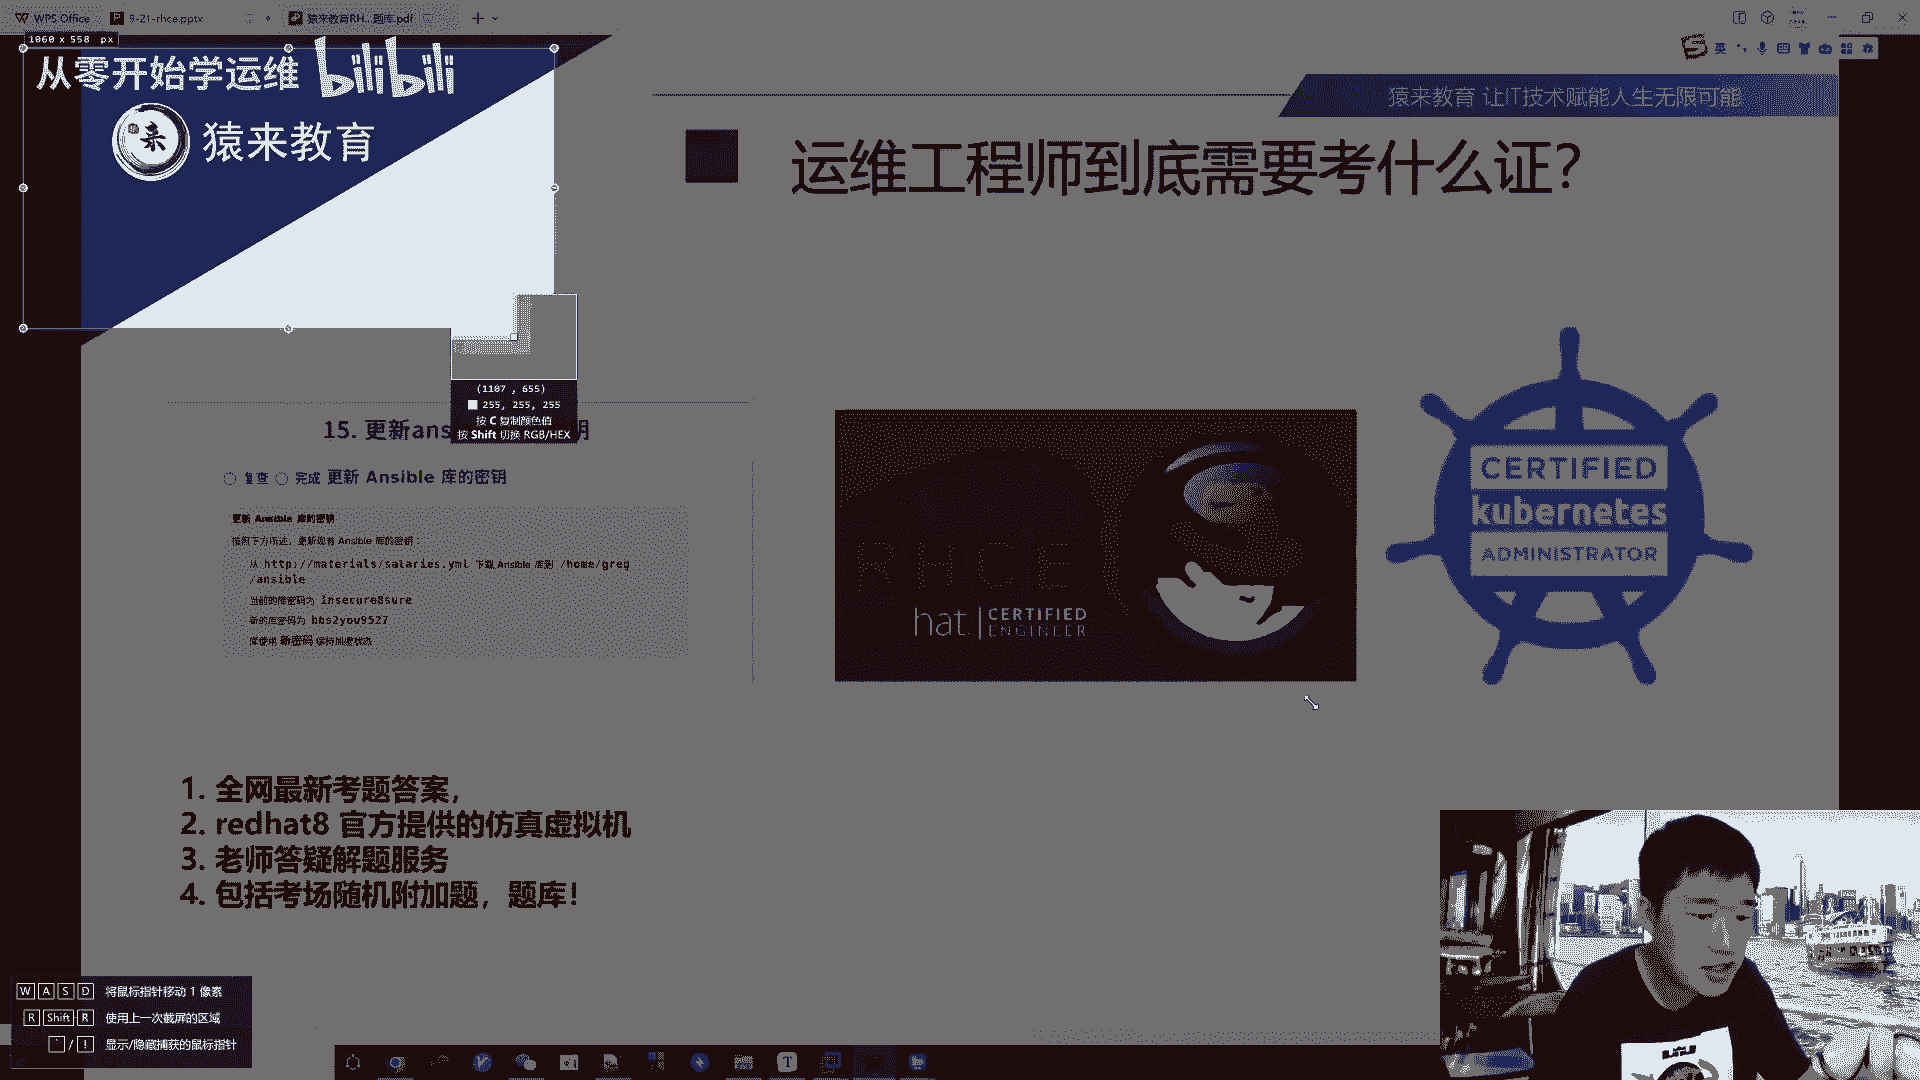 WPS Office
9-21-rhce.pptx
猿来教育RH...题库.pdf
1060 x 558 px
从零开始学运维 bilibili
猿来教育
英
猿来教育 让IT技术赋能人生无限可能
运维工程师到底需要考什么证?
(1107 , 655)
255, 255, 255
按 C 复制颜色值
按 Shift 切换 RGB/HEX
15. 更新ans
钥
复查 完成 更新 Ansible 库的密钥
更新 Ansible 库的密钥
按照下方所述,更新现有 Ansible 库的密钥:
从 http://materials/salaries.yml 下载 Ansible 库到 /home/greg
/ansible
当前的库密码为 insecure8sure
新的库密码为 bbs2you9527
库使用 新密码 保持加密状态
RHCE
hat CERTIFIED
ENGINEER
CERTIFIED
kubernetes
ADMINISTRATOR
1. 全网最新考题答案,
2. redhat8 官方提供的仿真虚拟机
3. 老师答疑解题服务
4. 包括考场随机附加题,题库!
W A S D 将鼠标指针移动 1 像素
R Shift R 使用上一次截屏的区域
` / ! 显示/隐藏捕获的鼠标指针